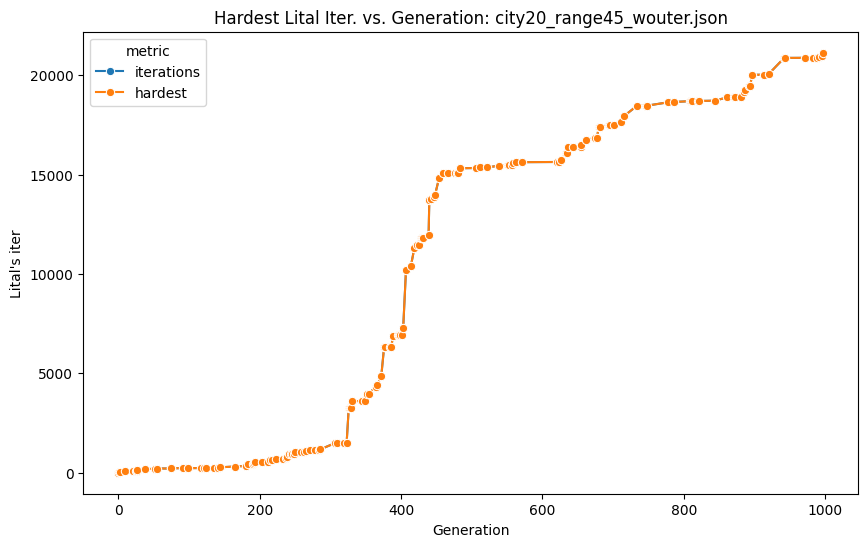 Hardest Lital Iter. vs. Generation: city20_range45_wouter.json
metric
iterations
hardest
20000
15000
10000
5000
0
Lital's iter
0 200 400 600 800 1000
Generation